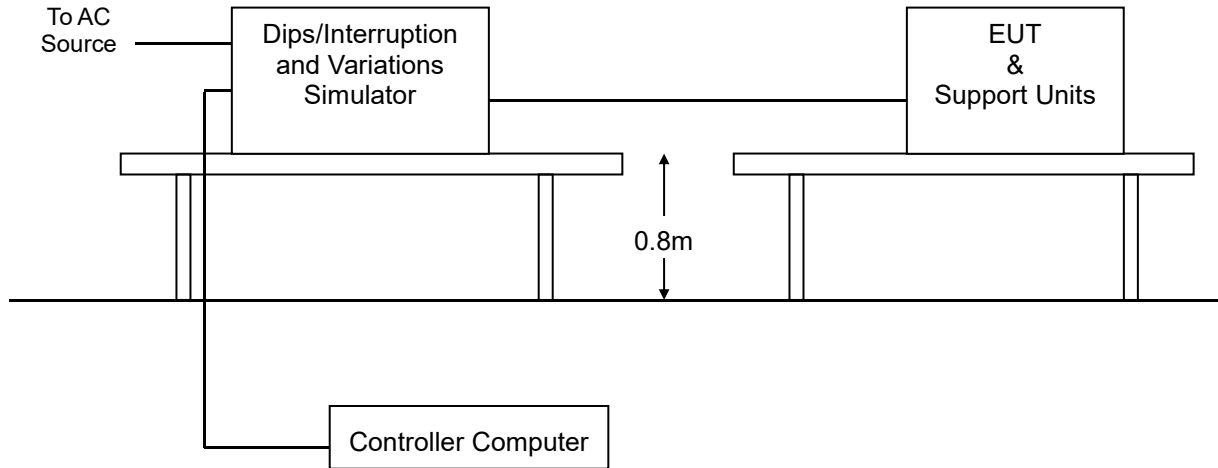 To AC
Source
Dips/Interruption
and Variations
Simulator
EUT
&
Support Units
0.8m
Controller Computer